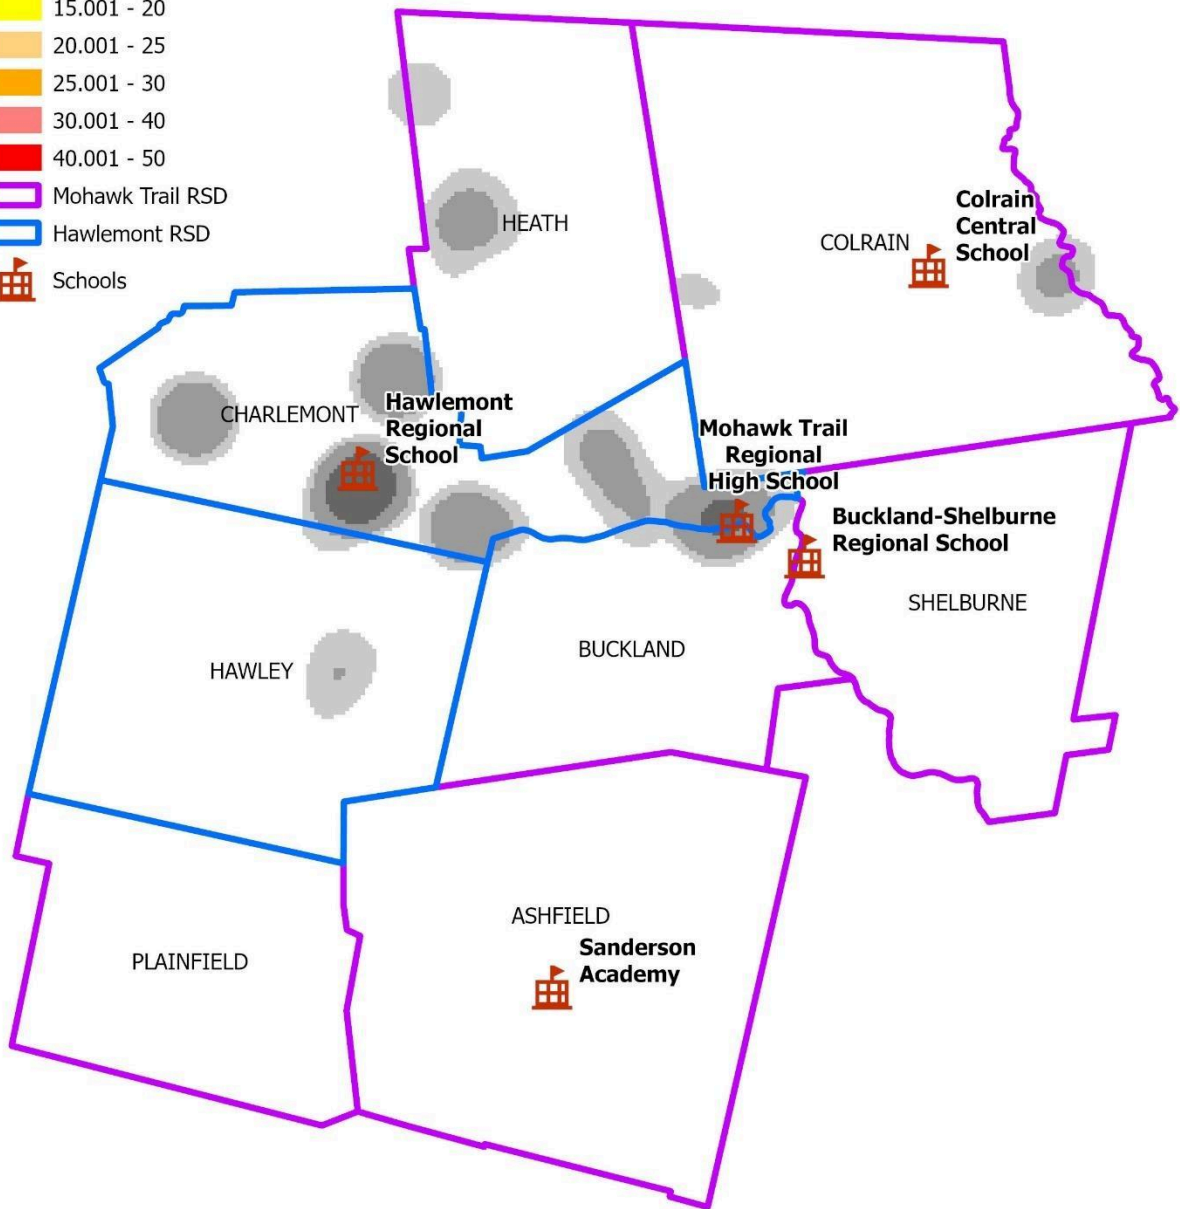 15.001 - 20
20.001 - 25
25.001 - 30
30.001 - 40
40.001 - 50
Mohawk Trail RSD
Hawlemont RSD
Schools
HEATH
COLRAIN
Colrain
Central
School
CHARLEMONT
Hawlemont
Regional
School
Mohawk Trail
Regional
High School
Buckland-Shelburne
Regional School
SHELBURNE
BUCKLAND
HAWLEY
ASHFIELD
Sanderson
Academy
PLAINFIELD